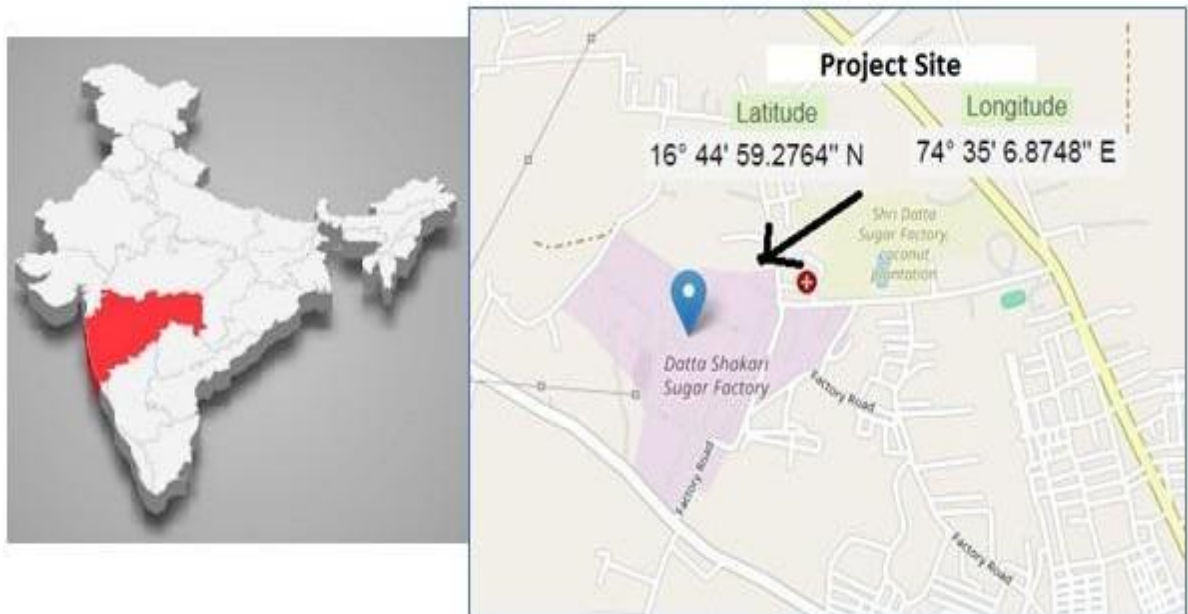 Project Site
Latitude
Longitude
16° 44' 59.2764" N
74° 35' 6.8748" E
Shri Datta
Sugar Factory,
coconut
plantation
Datta Shakari
Sugar Factory
Factory Road
Factory Road
Factory Road